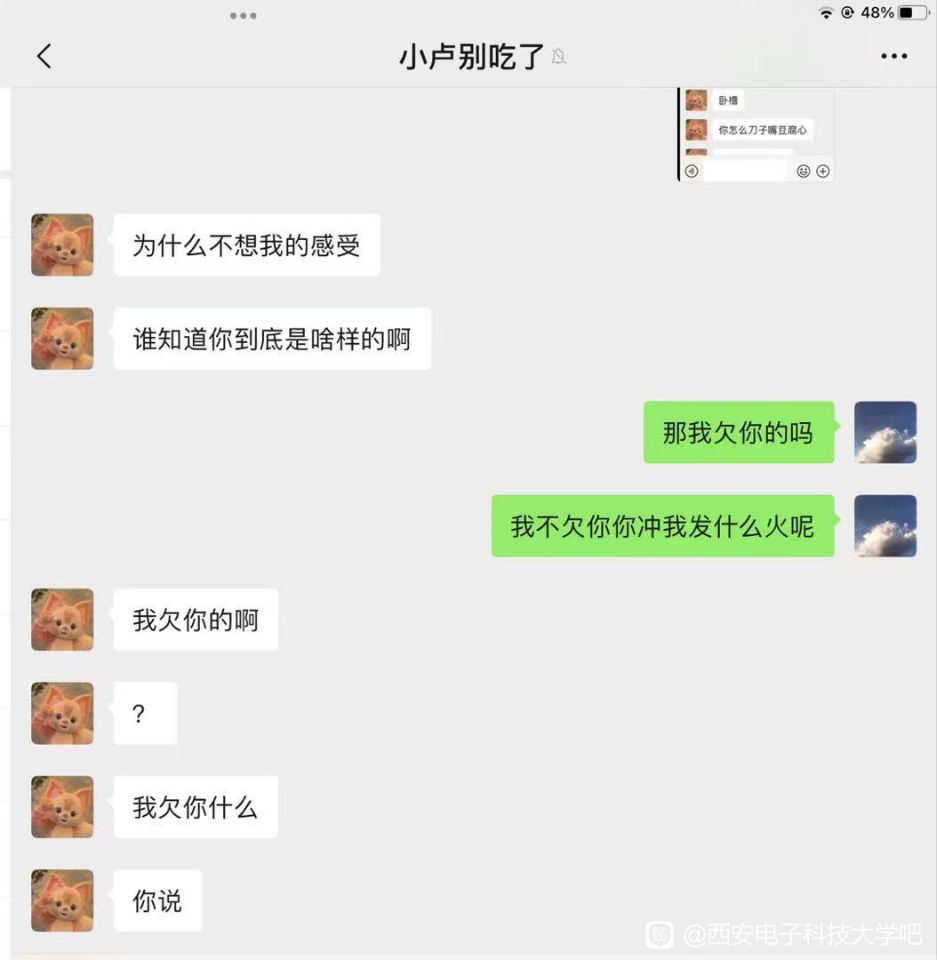 48%
小卢别吃了
卧槽
你怎么刀子嘴豆腐心
为什么不想我的感受
谁知道你到底是啥样的啊
那我欠你的吗
我不欠你你冲我发什么火呢
我欠你的啊
？
我欠你什么
你说
贴 @西安电子科技大学吧